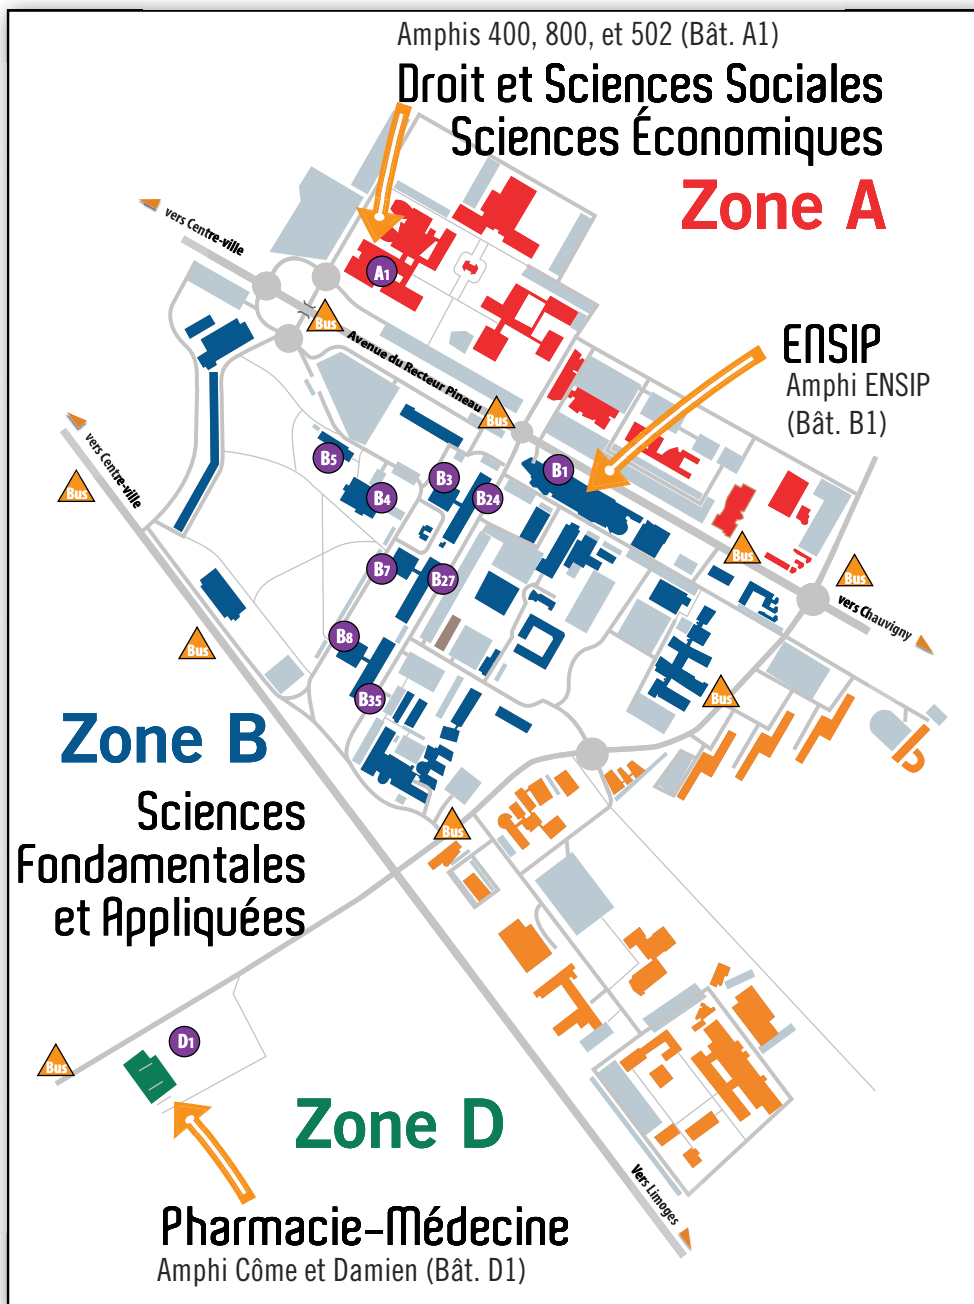 Amphis 400, 800, et 502 (Bât. A1)
Droit et Sciences Sociales
Sciences Économiques
Zone A
vers Centre-ville
A1
Bus
Avenue du Recteur Pineau
ENSIP
Amphi ENSIP
(Bât. B1)
Bus
vers Centre-ville
Bus
B5
B3
B1
B4
B24
Bus
B7
B27
Bus
vers Chauvigny
B8
Bus
B35
Bus
Zone B
Sciences
Fondamentales
et Appliquées
Bus
D1
Bus
Zone D
Vers Limoges
Pharmacie-Médecine
Amphi Côme et Damien (Bât. D1)